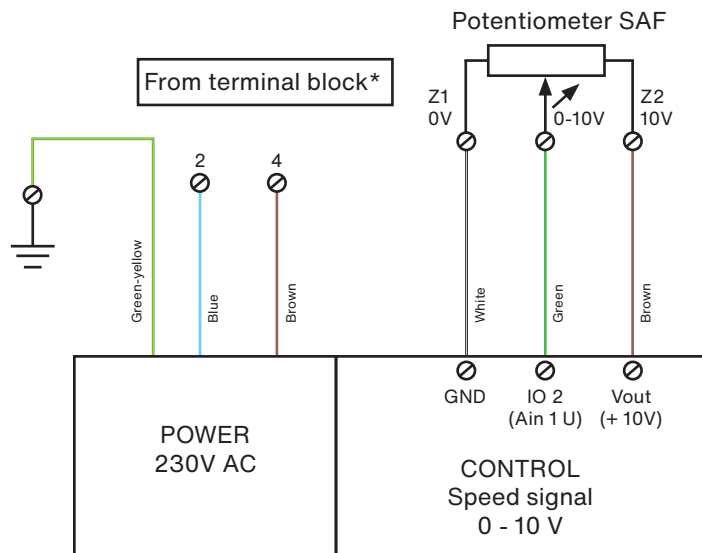 Potentiometer SAF
From terminal block*
Z1
0V
0-10V
Z2
10V
2
4
Green-yellow
Blue
Brown
White
Green
Brown
GND
IO 2
(Ain 1 U)
Vout
(+ 10V)
POWER
230V AC
CONTROL
Speed signal
0 - 10 V